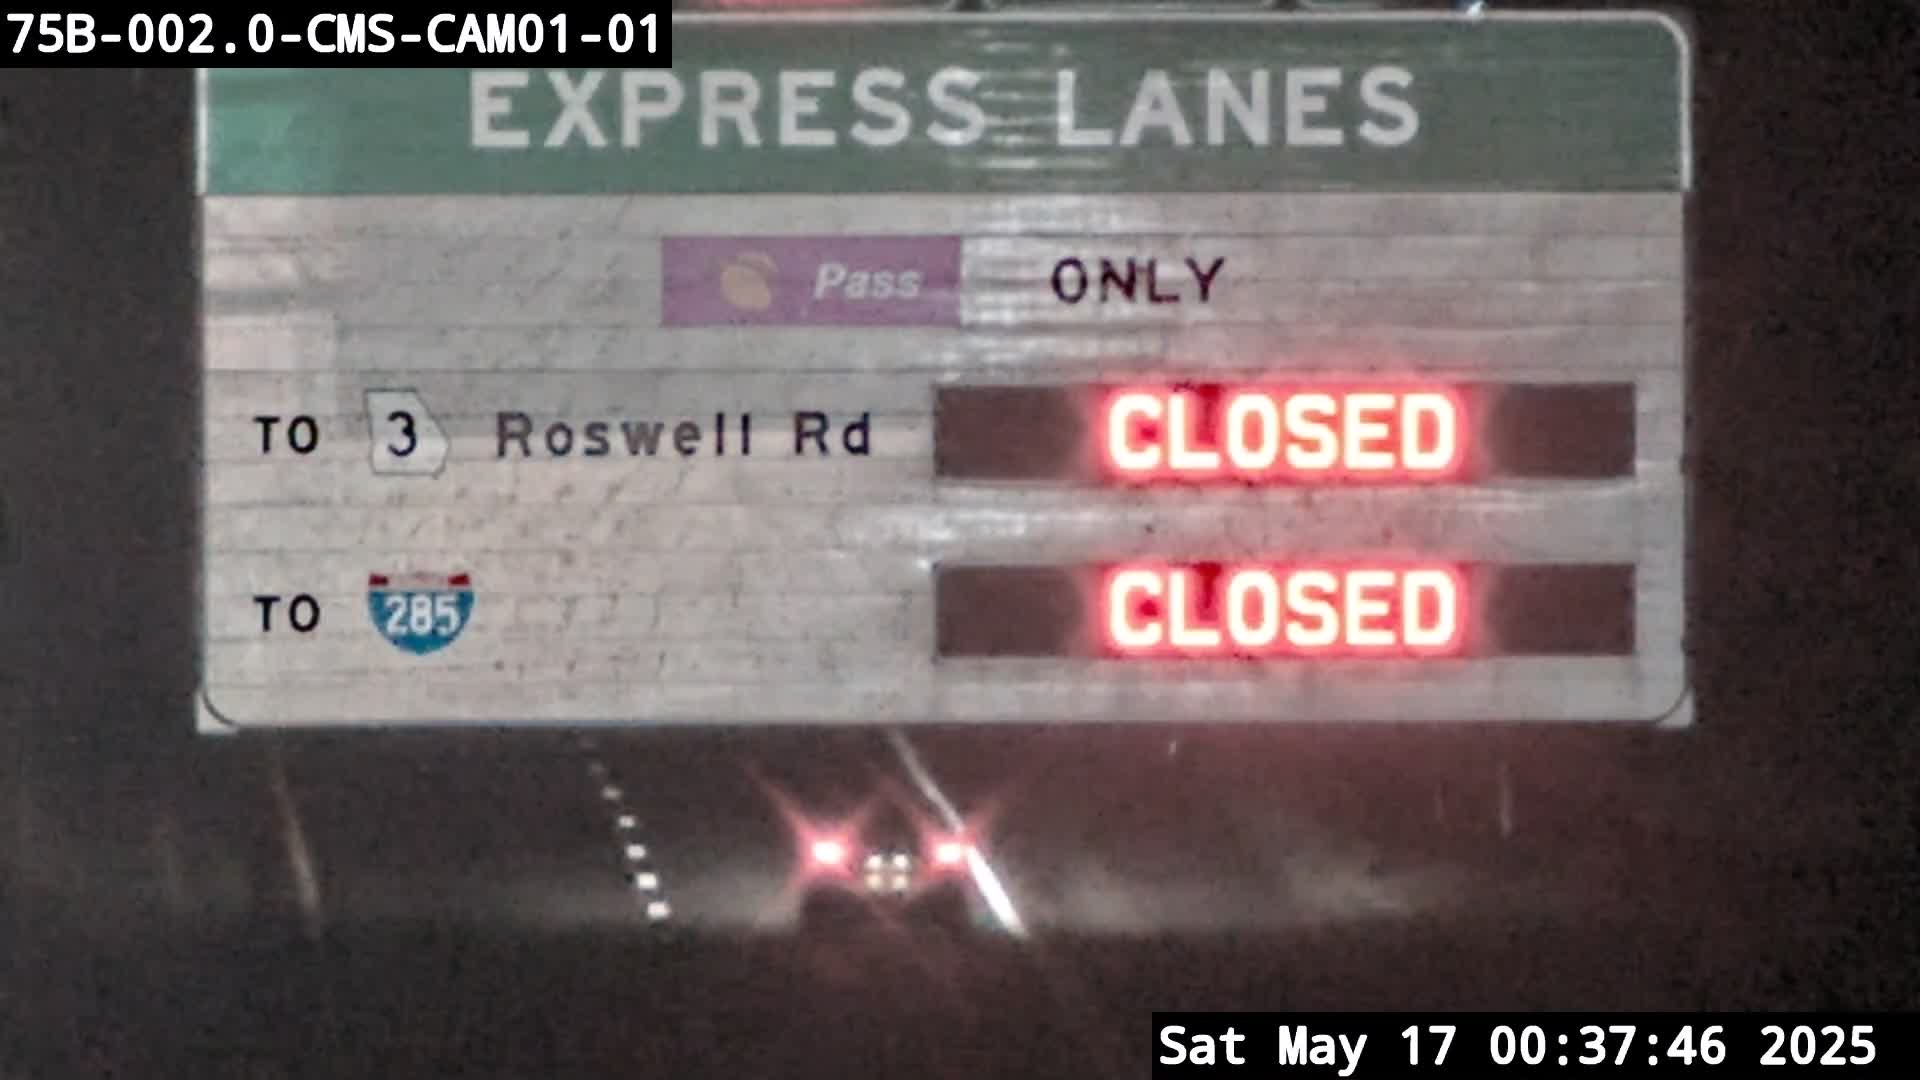 75B-002.0-CMS-CAM01-01
EXPRESS LANES
Pass ONLY
TO 3 Roswell Rd CLOSED
TO 285 CLOSED
Sat May 17 00:37:46 2025